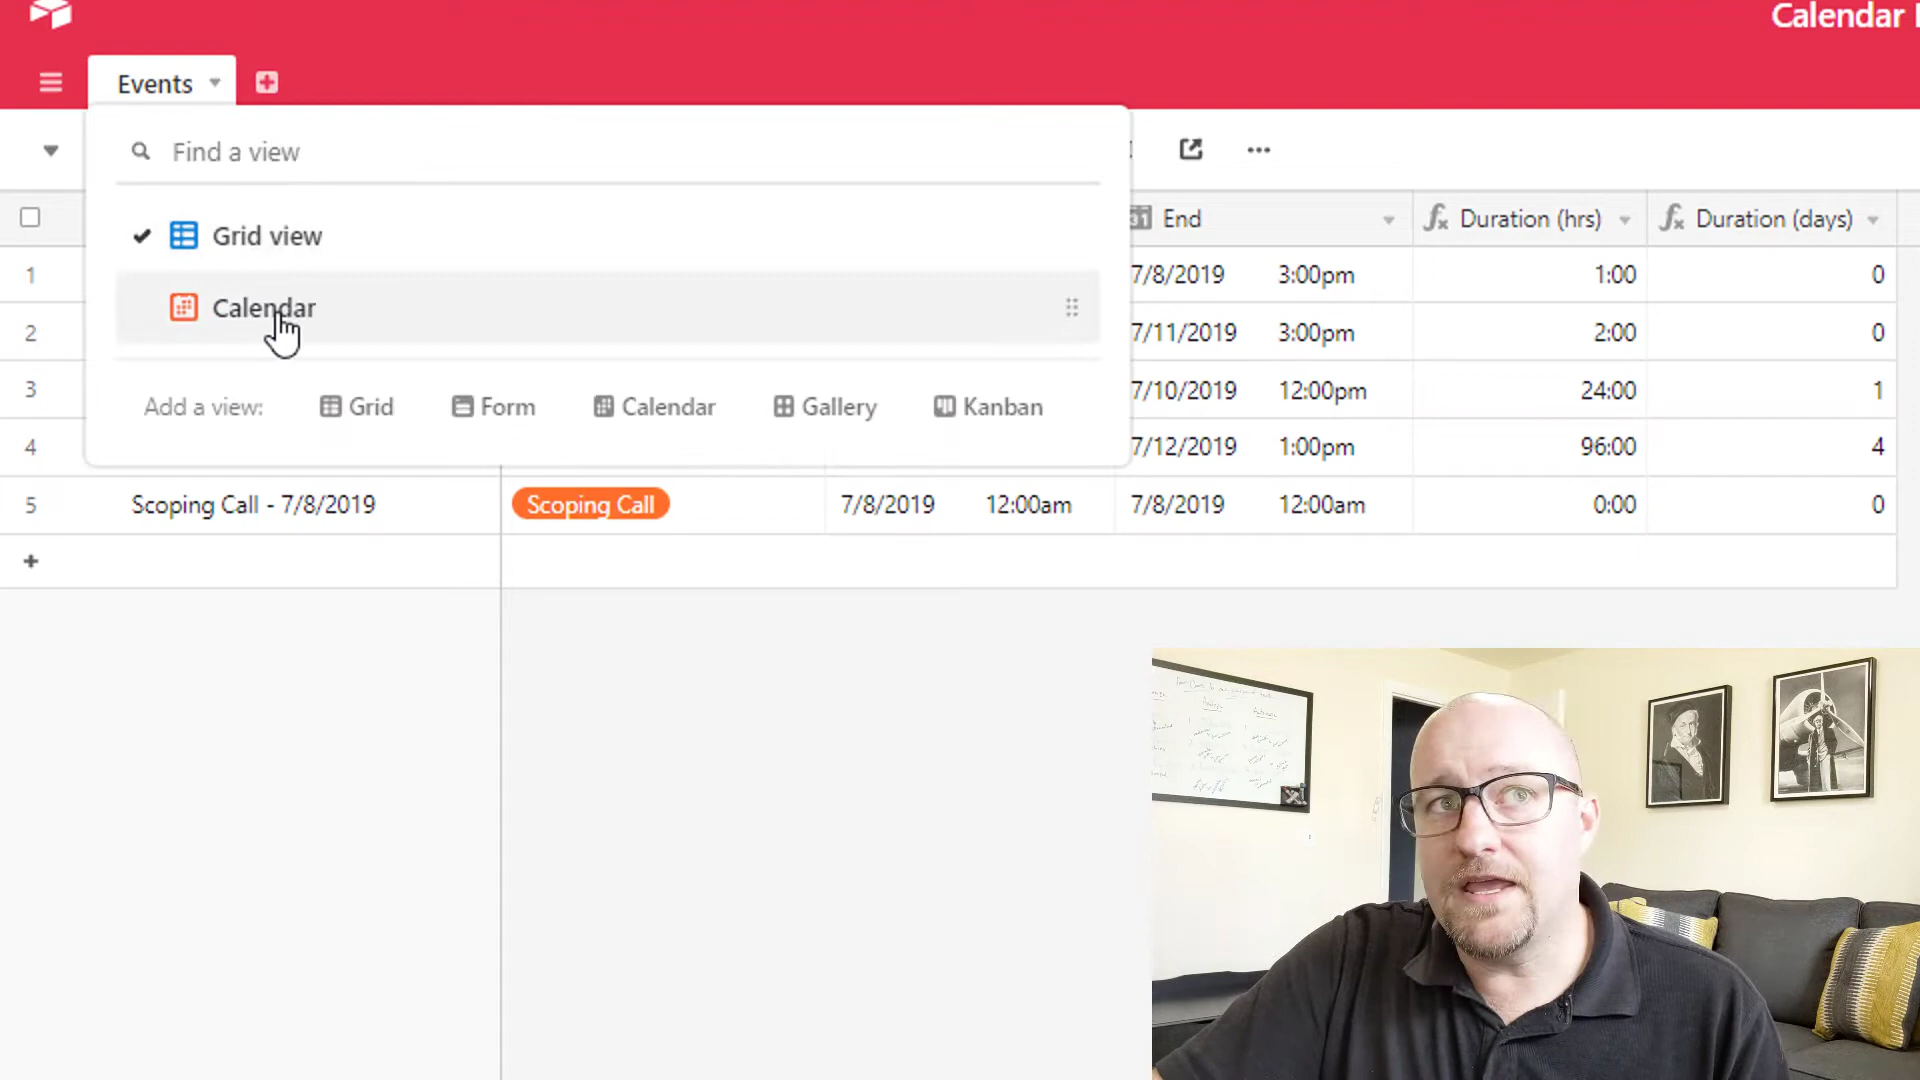 Calendar
Events
Find a view
Grid view
Calendar
Add a view: Grid Form Calendar Gallery Kanban
End Duration (hrs) Duration (days)
1 7/8/2019 3:00pm 1:00 0
2 7/11/2019 3:00pm 2:00 0
3 7/10/2019 12:00pm 24:00 1
4 7/12/2019 1:00pm 96:00 4
5 Scoping Call - 7/8/2019 Scoping Call 7/8/2019 12:00am 7/8/2019 12:00am 0:00 0